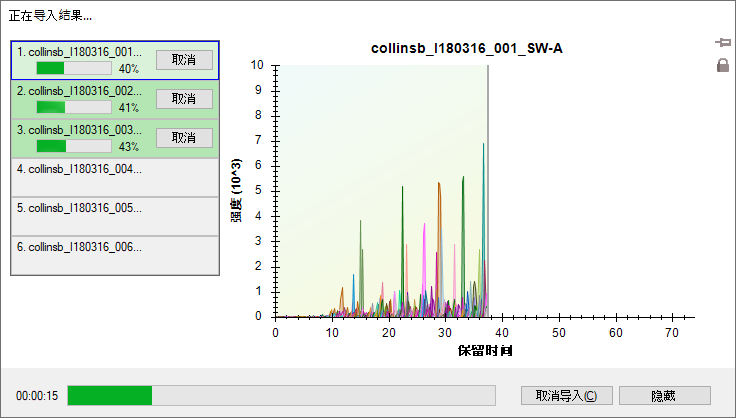 正在导入结果...
1. collinsb_I180316_001...
40%
取消
2. collinsb_I180316_002...
41%
取消
3. collinsb_I180316_003...
43%
取消
4. collinsb_I180316_004...
5. collinsb_I180316_005...
6. collinsb_I180316_006...
collinsb_I180316_001_SW-A
强度 (10^3)
10
9
8
7
6
5
4
3
2
1
0
0 10 20 30 40 50 60 70
保留时间
00:00:15
取消导入(C)
隐藏